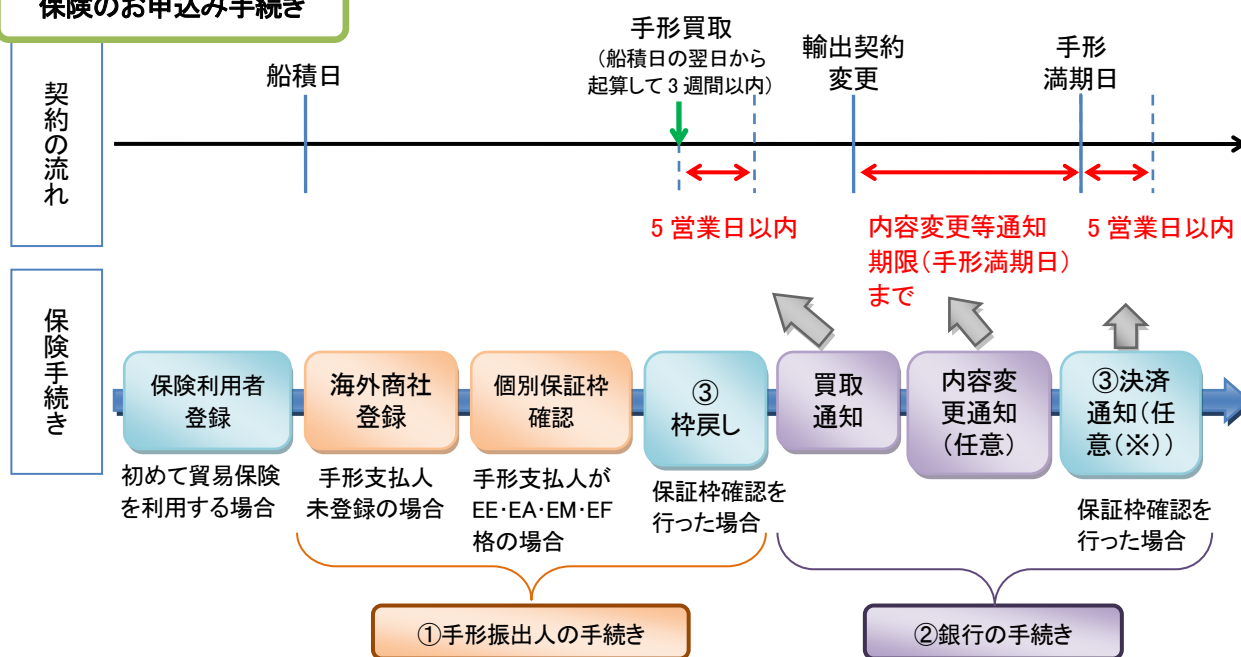 保険のお申込み手続き
契約の流れ
船積日
手形買取
（船積日の翌日から
起算して3週間以内）
輸出契約
変更
手形
満期日
5営業日以内
内容変更等通知
期限（手形満期日）
まで
5営業日以内
保険手続き
保険利用者
登録
海外商社
登録
個別保証枠
確認
③
枠戻し
買取
通知
内容変
更通知
（任意）
③決済
通知（任
意（※））
初めて貿易保険
を利用する場合
手形支払人
未登録の場合
手形支払人が
EE・EA・EM・EF
格の場合
保証枠確認を
行った場合
保証枠確認を
行った場合
①手形振出人の手続き
②銀行の手続き